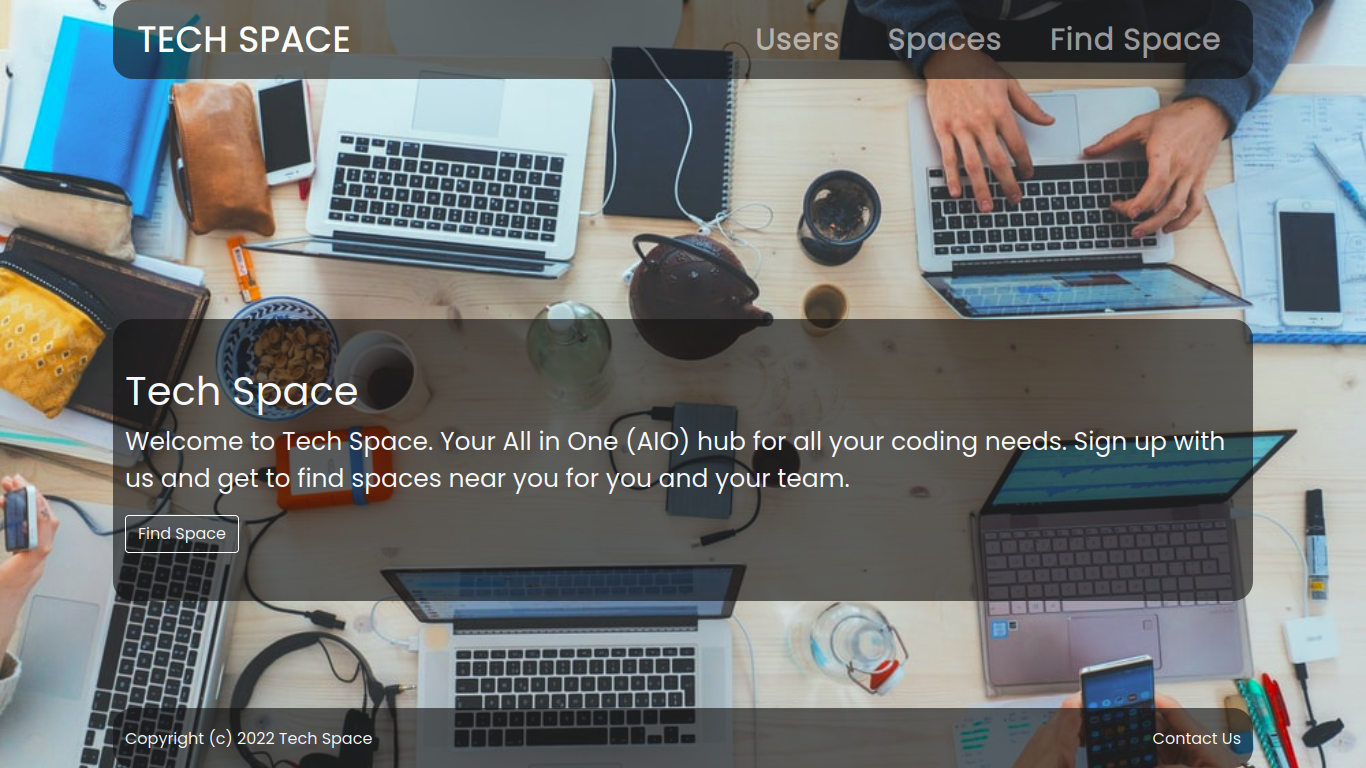 TECH SPACE
Users Spaces Find Space
Tech Space
Welcome to Tech Space. Your All in One (AIO) hub for all your coding needs. Sign up with
us and get to find spaces near you for you and your team.
Find Space
Copyright (c) 2022 Tech Space
Contact Us